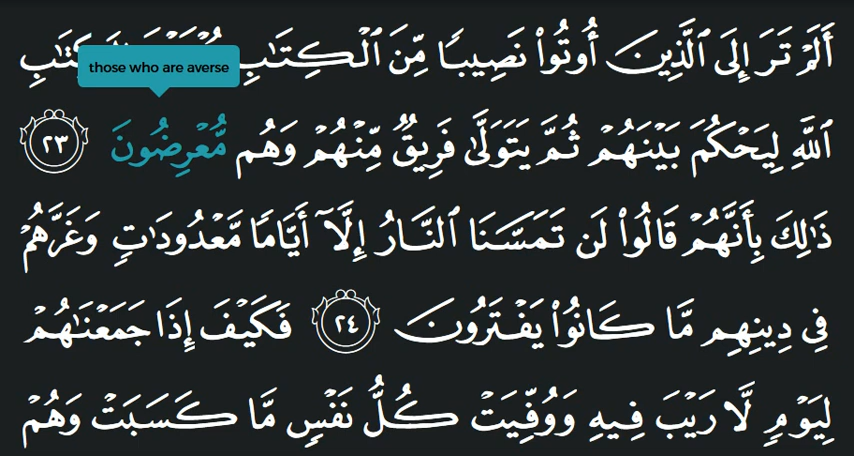 أَلَمْ تَرَ إِلَى ٱلَّذِينَ أُوتُوا۟ نَصِيبًا مِّنَ ٱلْكِتَـٰبِ
those who are averse
ٱللَّهِ لِيَحْكُمَ بَيْنَهُمْ ثُمَّ يَتَوَلَّىٰ فَرِيقٌ مِّنْهُمْ وَهُم مُّعْرِضُونَ ٢٣
ذَٰلِكَ بِأَنَّهُمْ قَالُوا۟ لَن تَمَسَّنَا ٱلنَّارُ إِلَّآ أَيَّامًا مَّعْدُودَٰتٍ وَغَرَّهُمْ
فِى دِينِهِم مَّا كَانُوا۟ يَفْتَرُونَ ٢٤ فَكَيْفَ إِذَا جَمَعْنَـٰهُمْ
لِيَوْمٍ لَّا رَيْبَ فِيهِ وَوُفِّيَتْ كُلُّ نَفْسٍ مَّا كَسَبَتْ وَهُمْ